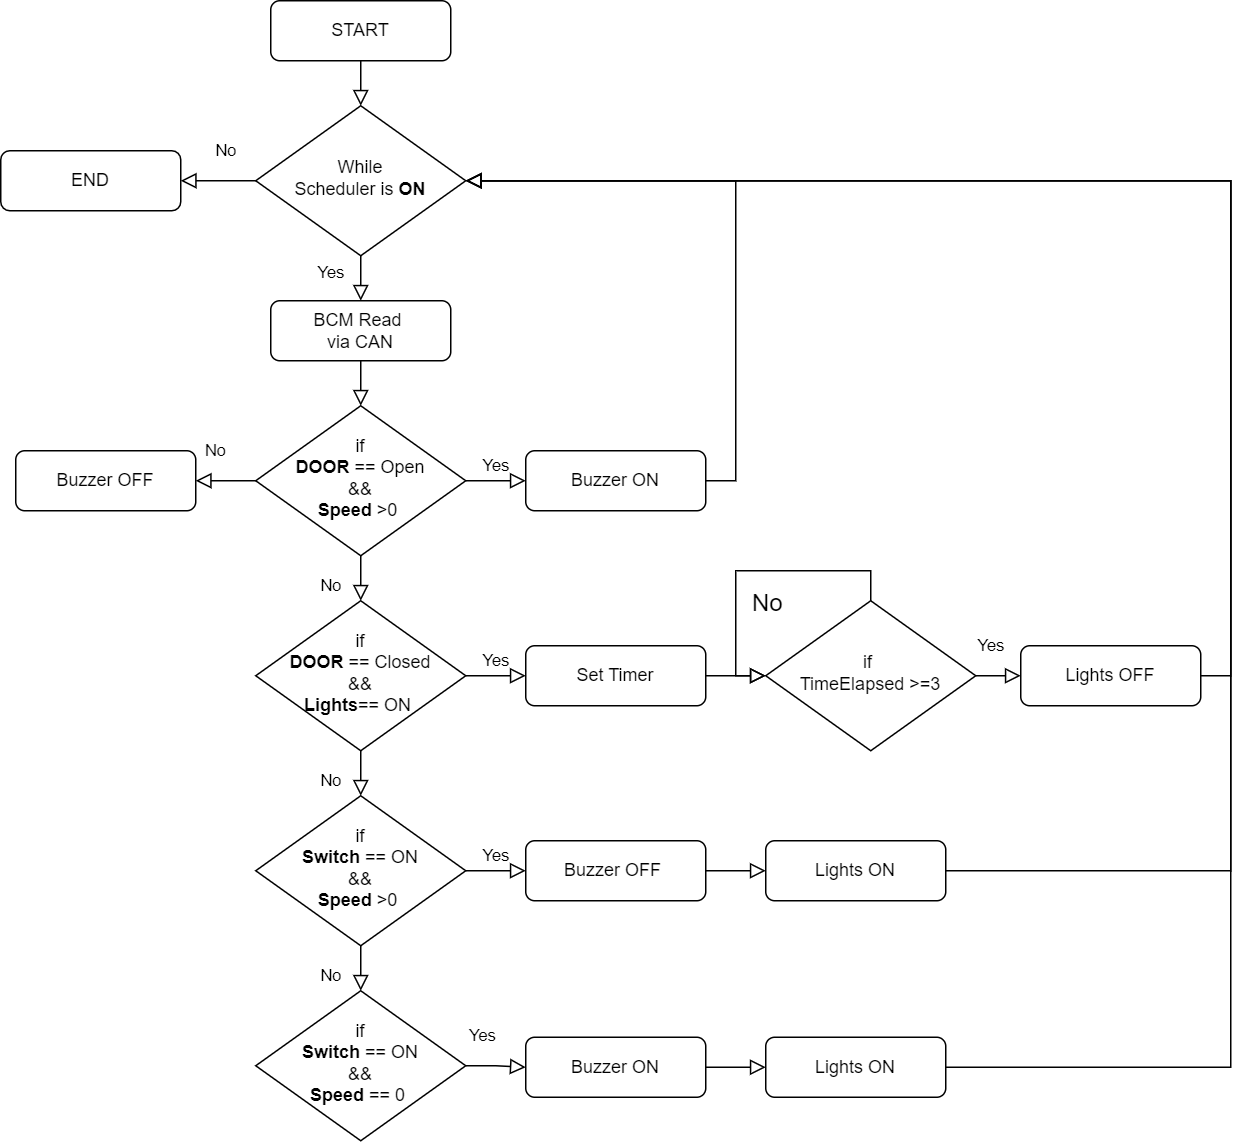 START
No
While
Scheduler is ON
END
Yes
BCM Read
via CAN
No
if
DOOR == Open
&&
Speed >0
Yes
Buzzer OFF
Buzzer ON
No
if
DOOR == Closed
&&
Lights== ON
Yes
Set Timer
No
if
TimeElapsed >=3
Yes
Lights OFF
No
if
Switch == ON
&&
Speed >0
Yes
Buzzer OFF
Lights ON
No
if
Switch == ON
&&
Speed == 0
Yes
Buzzer ON
Lights ON